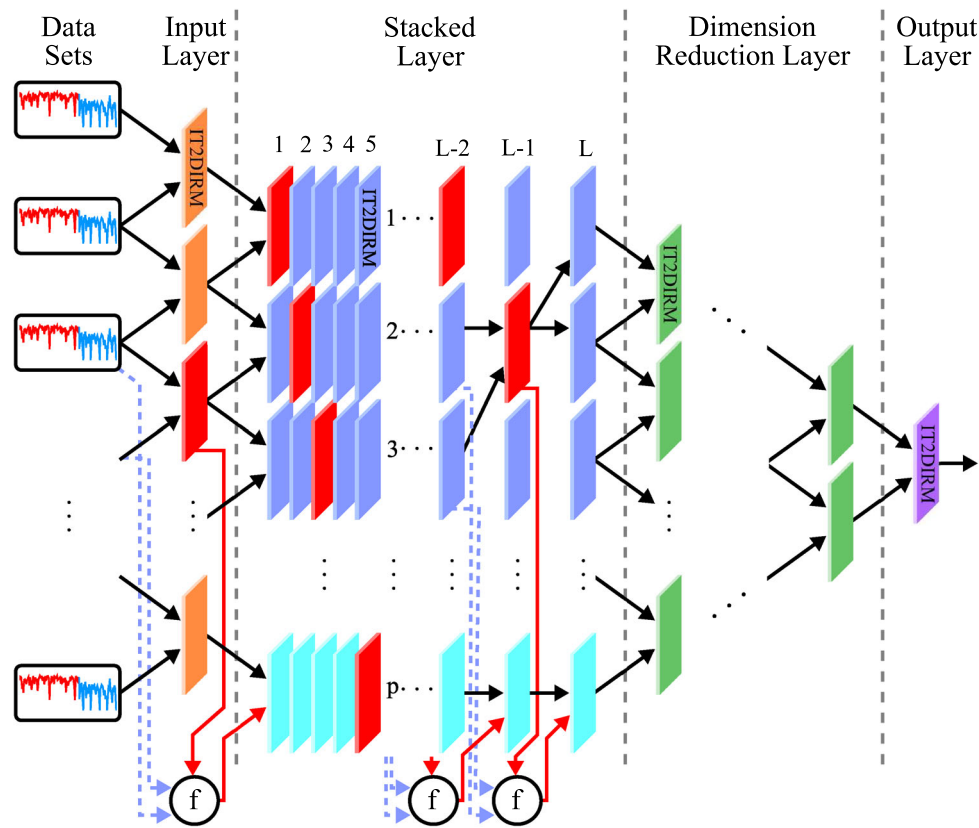 Data Sets
Input Layer
Stacked Layer
Dimension Reduction Layer
Output Layer
IT2DIRM
1 2 3 4 5
L-2 L-1 L
IT2DIRM
1 · · ·
2 · · ·
3 · · ·
p · · ·
IT2DIRM
IT2DIRM
f
f
f